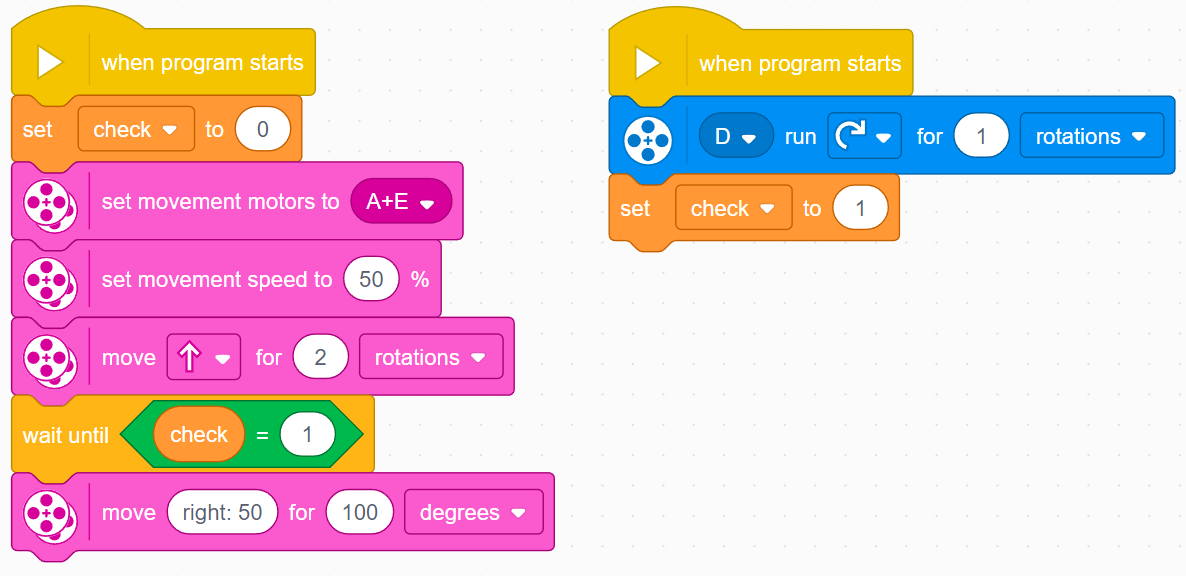 when program starts
set check to 0
set movement motors to A+E
set movement speed to 50 %
move for 2 rotations
wait until check = 1
move right: 50 for 100 degrees
when program starts
D run for 1 rotations
set check to 1